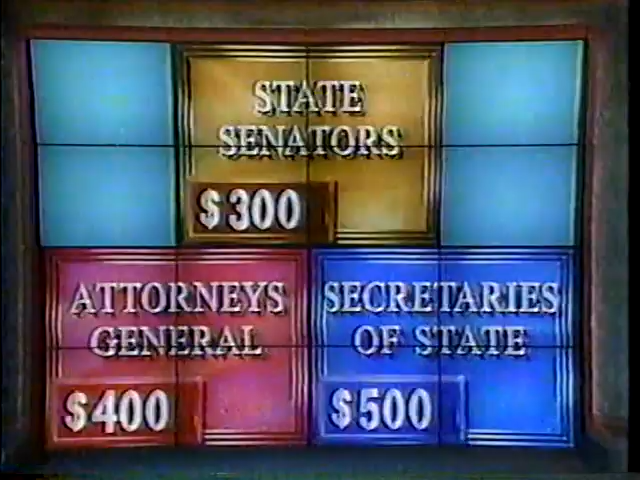 STATE
SENATORS
$300
ATTORNEYS
GENERAL
$400
SECRETARIES
OF STATE
$500